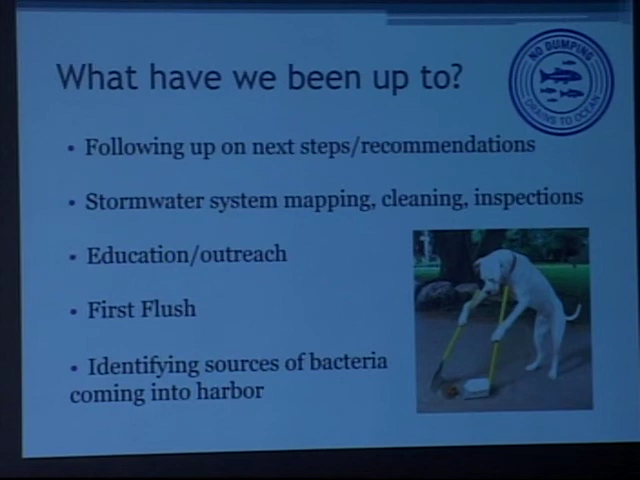 What have we been up to?
NO DUMPING
DRAINS TO OCEAN
• Following up on next steps/recommendations
• Stormwater system mapping, cleaning, inspections
• Education/outreach
• First Flush
• Identifying sources of bacteria
coming into harbor